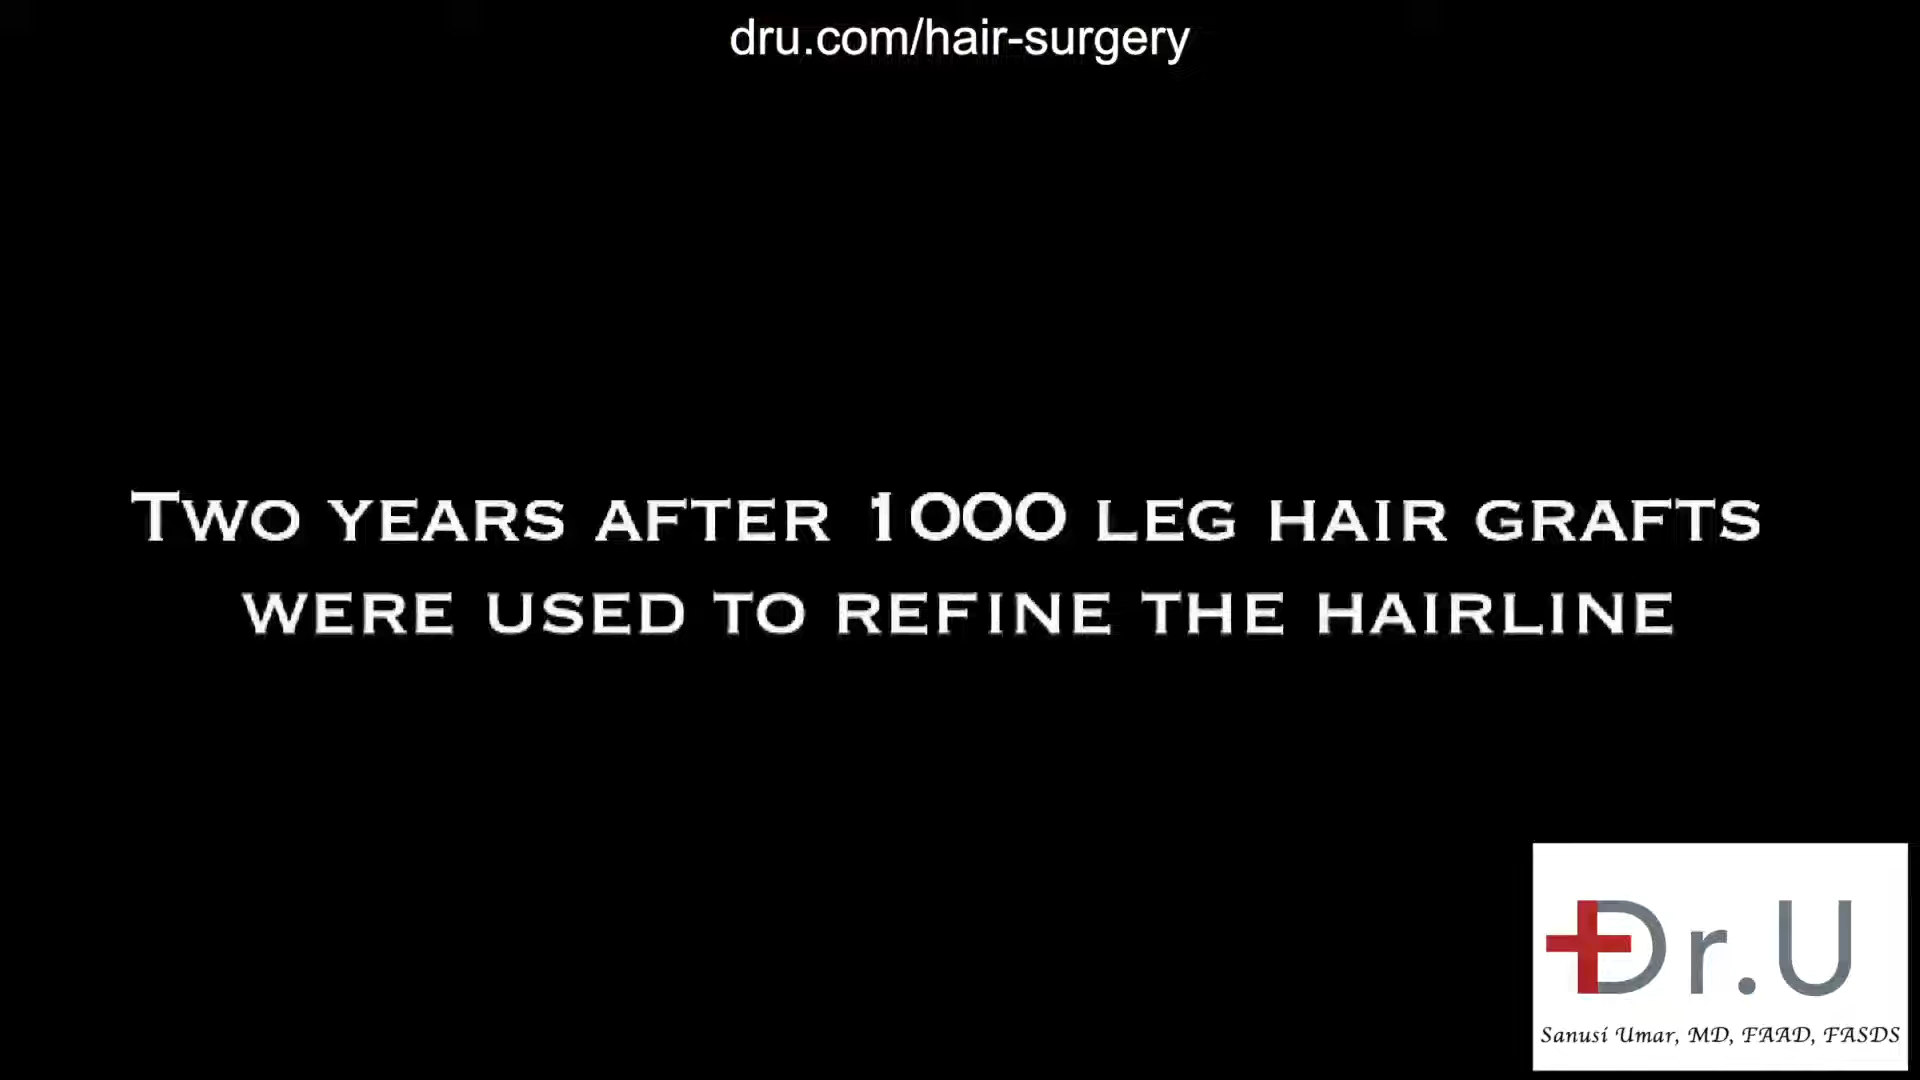 dru.com/hair-surgery
Two years after 1000 leg hair grafts
were used to refine the hairline
Dr.U
Sanusi Umar, MD, FAAD, FASDS